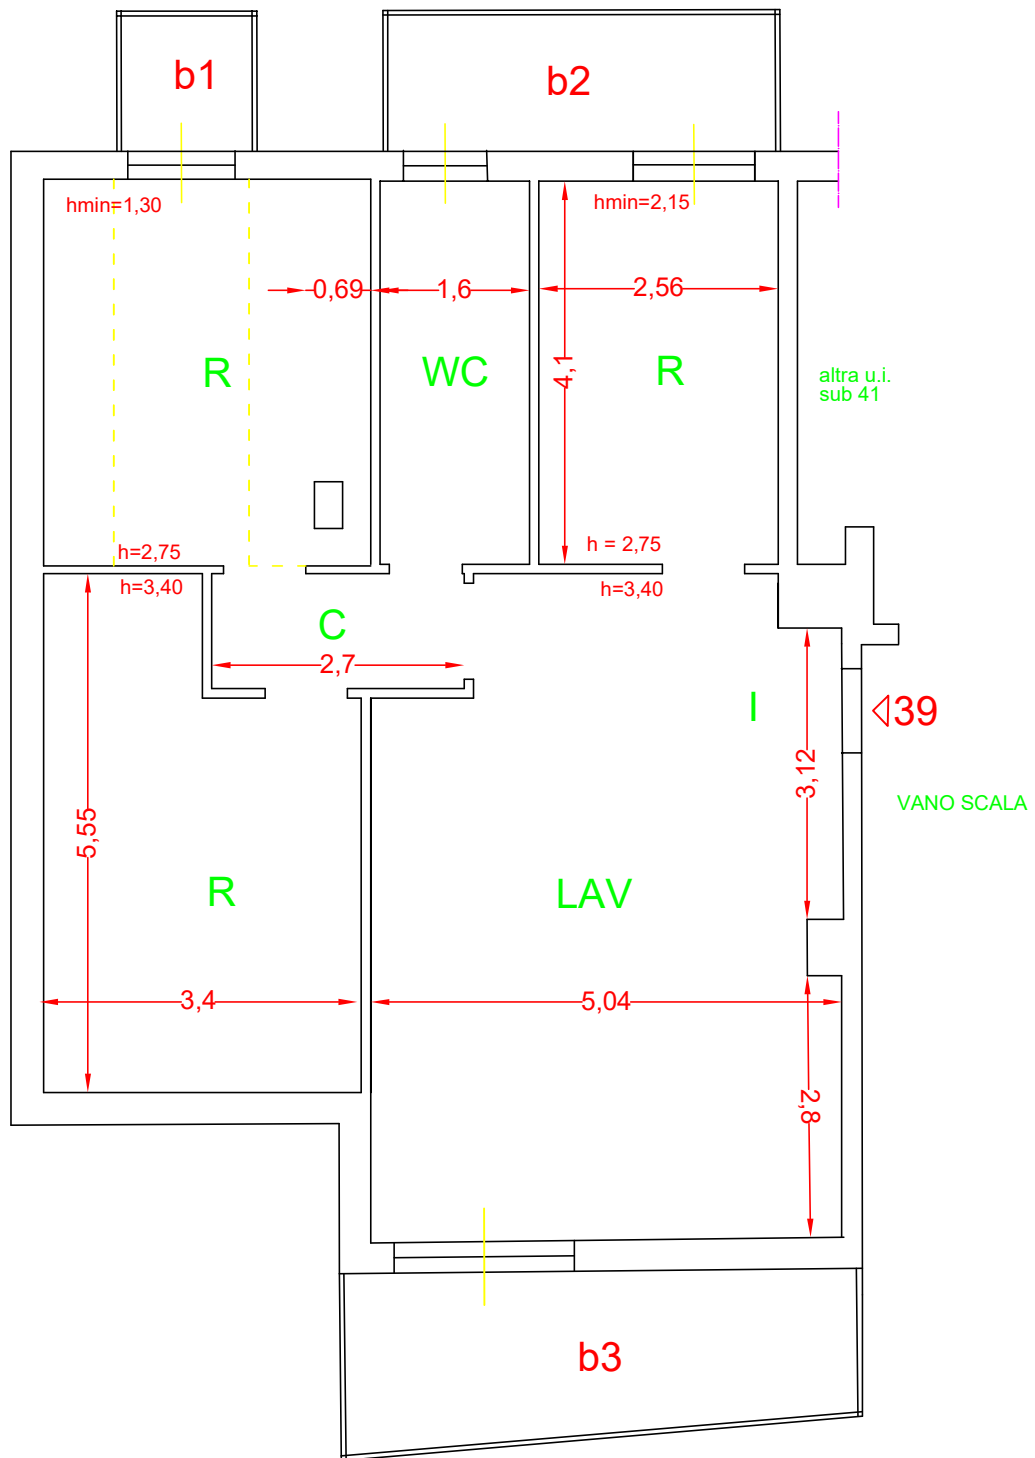 b1
b2
hmin=1,30
hmin=2,15
0,69
1,6
2,56
R
WC
R
4,1
altra u.i.
sub 41
h=2,75
h = 2,75
h=3,40
h=3,40
C
2,7
I
39
3,12
VANO SCALA
5,55
R
LAV
3,4
5,04
2,8
b3